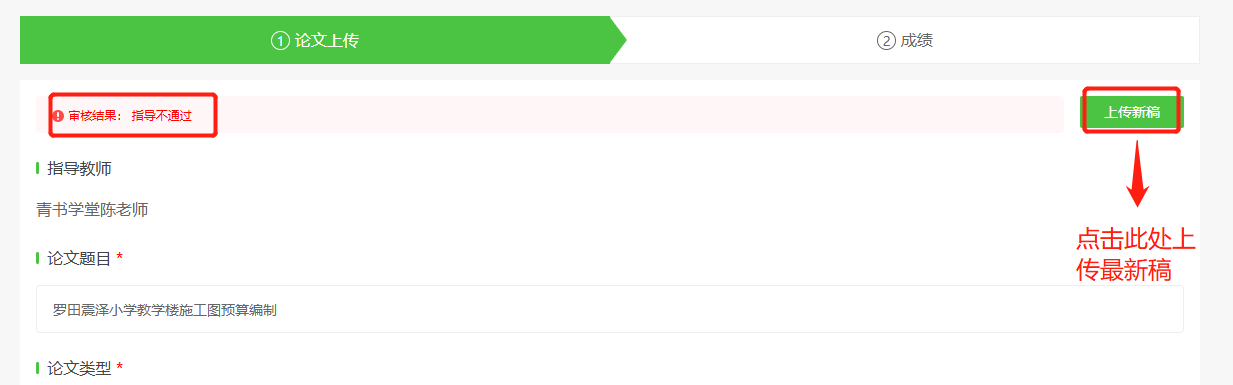 ① 论文上传
② 成绩
审核结果： 指导不通过
上传新稿
指导教师
青书学堂陈老师
点击此处上
传最新稿
论文题目 *
罗田震泽小学教学楼施工图预算编制
论文类型 *